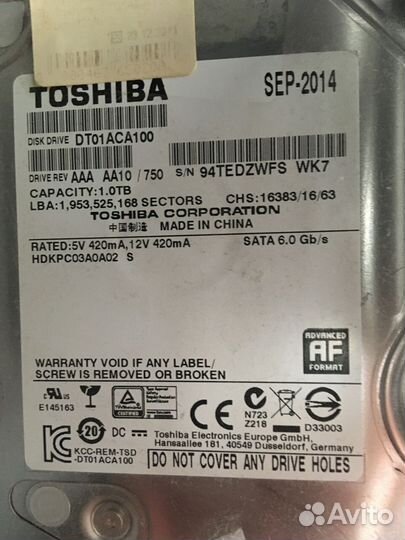 TOSHIBA
SEP-2014
DISK DRIVE DT01ACA100
DRIVE REV AAA AA10 / 750
S/N 94TEDZWFS WK7
CAPACITY:1.0TB
LBA:1,953,525,168 SECTORS
CHS:16383/16/63
TOSHIBA CORPORATION
中国制造 MADE IN CHINA
RATED:5V 420mA,12V 420mA
SATA 6.0 Gb/s
HDKPC03A0A02 S
ADVANCED
AF
FORMAT
WARRANTY VOID IF ANY LABEL/
SCREW IS REMOVED OR BROKEN
E145163
N723
Z218
D33003
20
DC
Toshiba Electronics Europe GmbH,
Hansaallee 181, 40549 Dusseldorf, Germany
KCC-REM-TSD
-DT01ACA100
DO NOT COVER ANY DRIVE HOLES
Avito